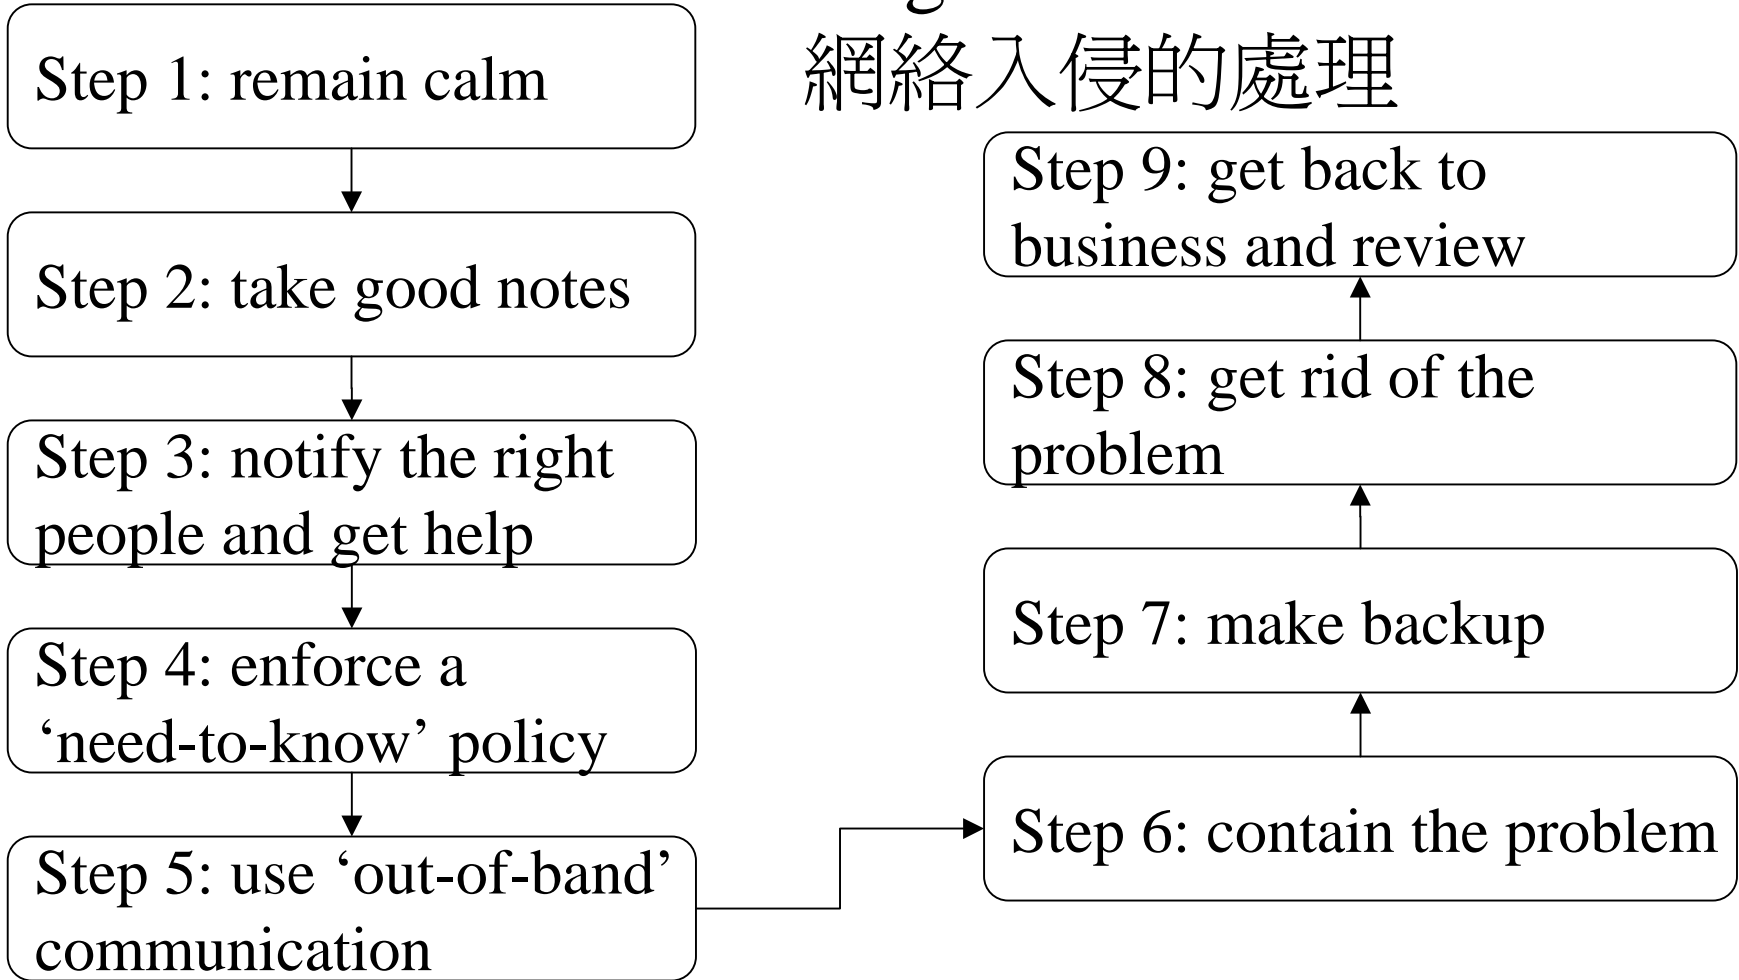 網絡入侵的處理
Step 1: remain calm
Step 2: take good notes
Step 3: notify the right
people and get help
Step 4: enforce a
‘need-to-know’ policy
Step 5: use ‘out-of-band’
communication
Step 6: contain the problem
Step 7: make backup
Step 8: get rid of the
problem
Step 9: get back to
business and review